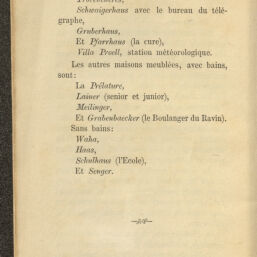 Schweigerhaus avec le bureau du télé-
graphe,
Gruberhaus,
Et Pfarrhaus (la cure),
Villa Proell, station météorologique.
Les autres maisons meublées, avec bains,
sont:
La Prélature,
Lainer (senior et junior),
Meilinger,
Et Grabenbaecker (le Boulanger du Ravin).
Sans bains:
Waha,
Haas,
Schulhaus (l'Ecole),
Et Senger.